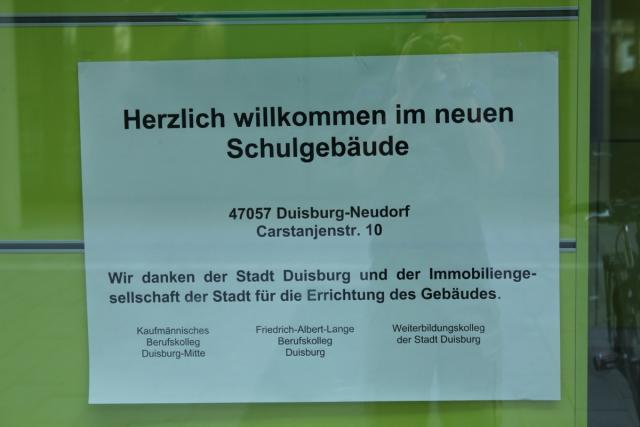 Herzlich willkommen im neuen
Schulgebäude
47057 Duisburg-Neudorf
Carstanjenstr. 10
Wir danken der Stadt Duisburg und der Immobilienge-
sellschaft der Stadt für die Errichtung des Gebäudes.
Kaufmännisches
Berufskolleg
Duisburg-Mitte
Friedrich-Albert-Lange
Berufskolleg
Duisburg
Weiterbildungskolleg
der Stadt Duisburg